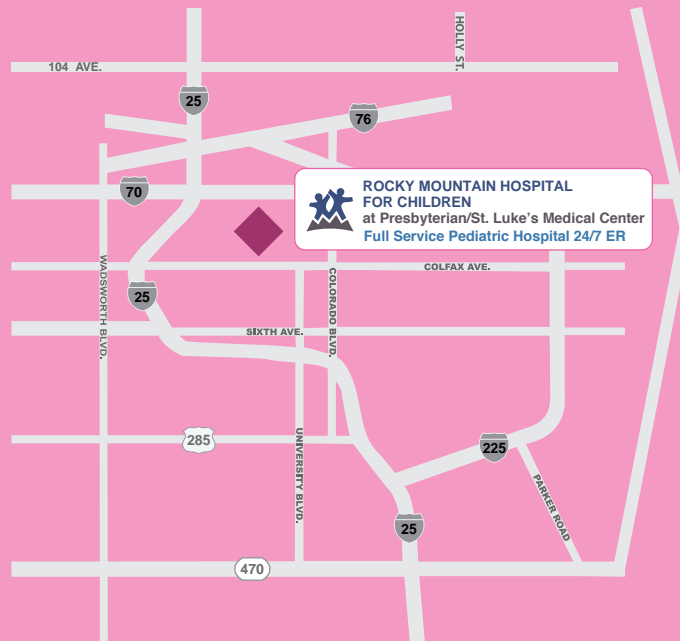 HOLLY ST.
104 AVE.
25
76
70
ROCKY MOUNTAIN HOSPITAL
FOR CHILDREN
at Presbyterian/St. Luke's Medical Center
Full Service Pediatric Hospital 24/7 ER
WADSWORTH BLVD.
COLORADO BLVD.
COLFAX AVE.
25
SIXTH AVE.
285
UNIVERSITY BLVD.
225
PARKER ROAD
25
470